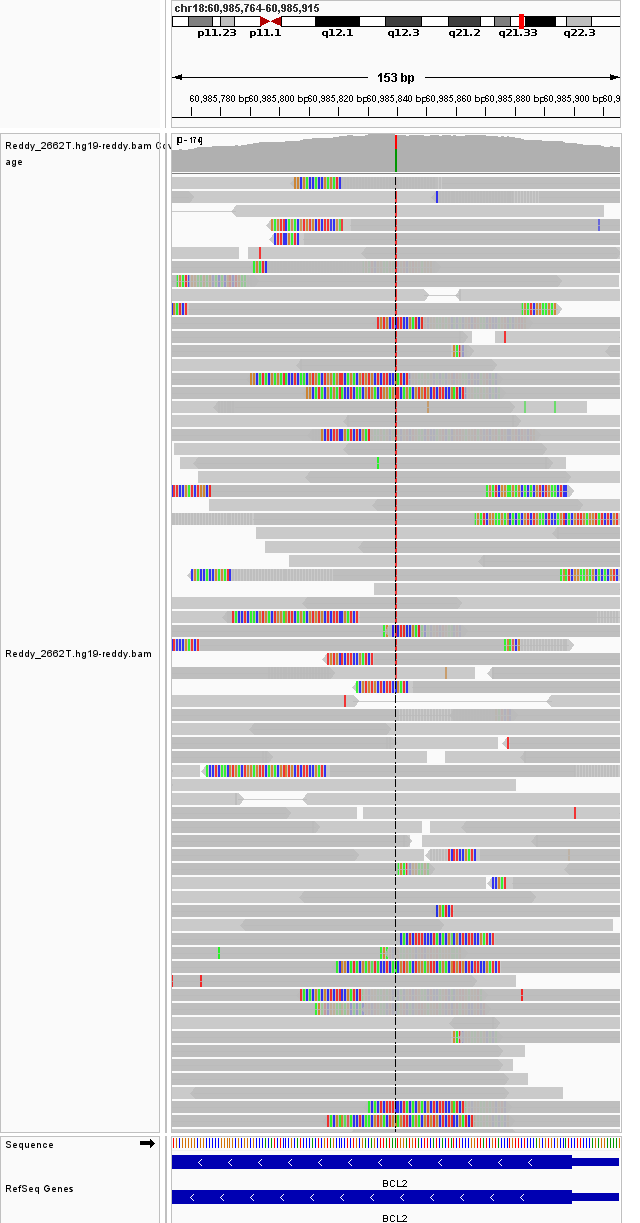 chr18:60,985,764-60,985,915
p11.23 p11.1 q12.1 q12.3 q21.2 q21.33 q22.3
153 bp
60,985,780 bp 60,985,800 bp 60,985,820 bp 60,985,840 bp 60,985,860 bp 60,985,880 bp 60,985,900 bp 60,9
Reddy_2662T.hg19-reddy.bam Cov
age
[0 - 174]
Reddy_2662T.hg19-reddy.bam
Sequence
BCL2
RefSeq Genes
BCL2